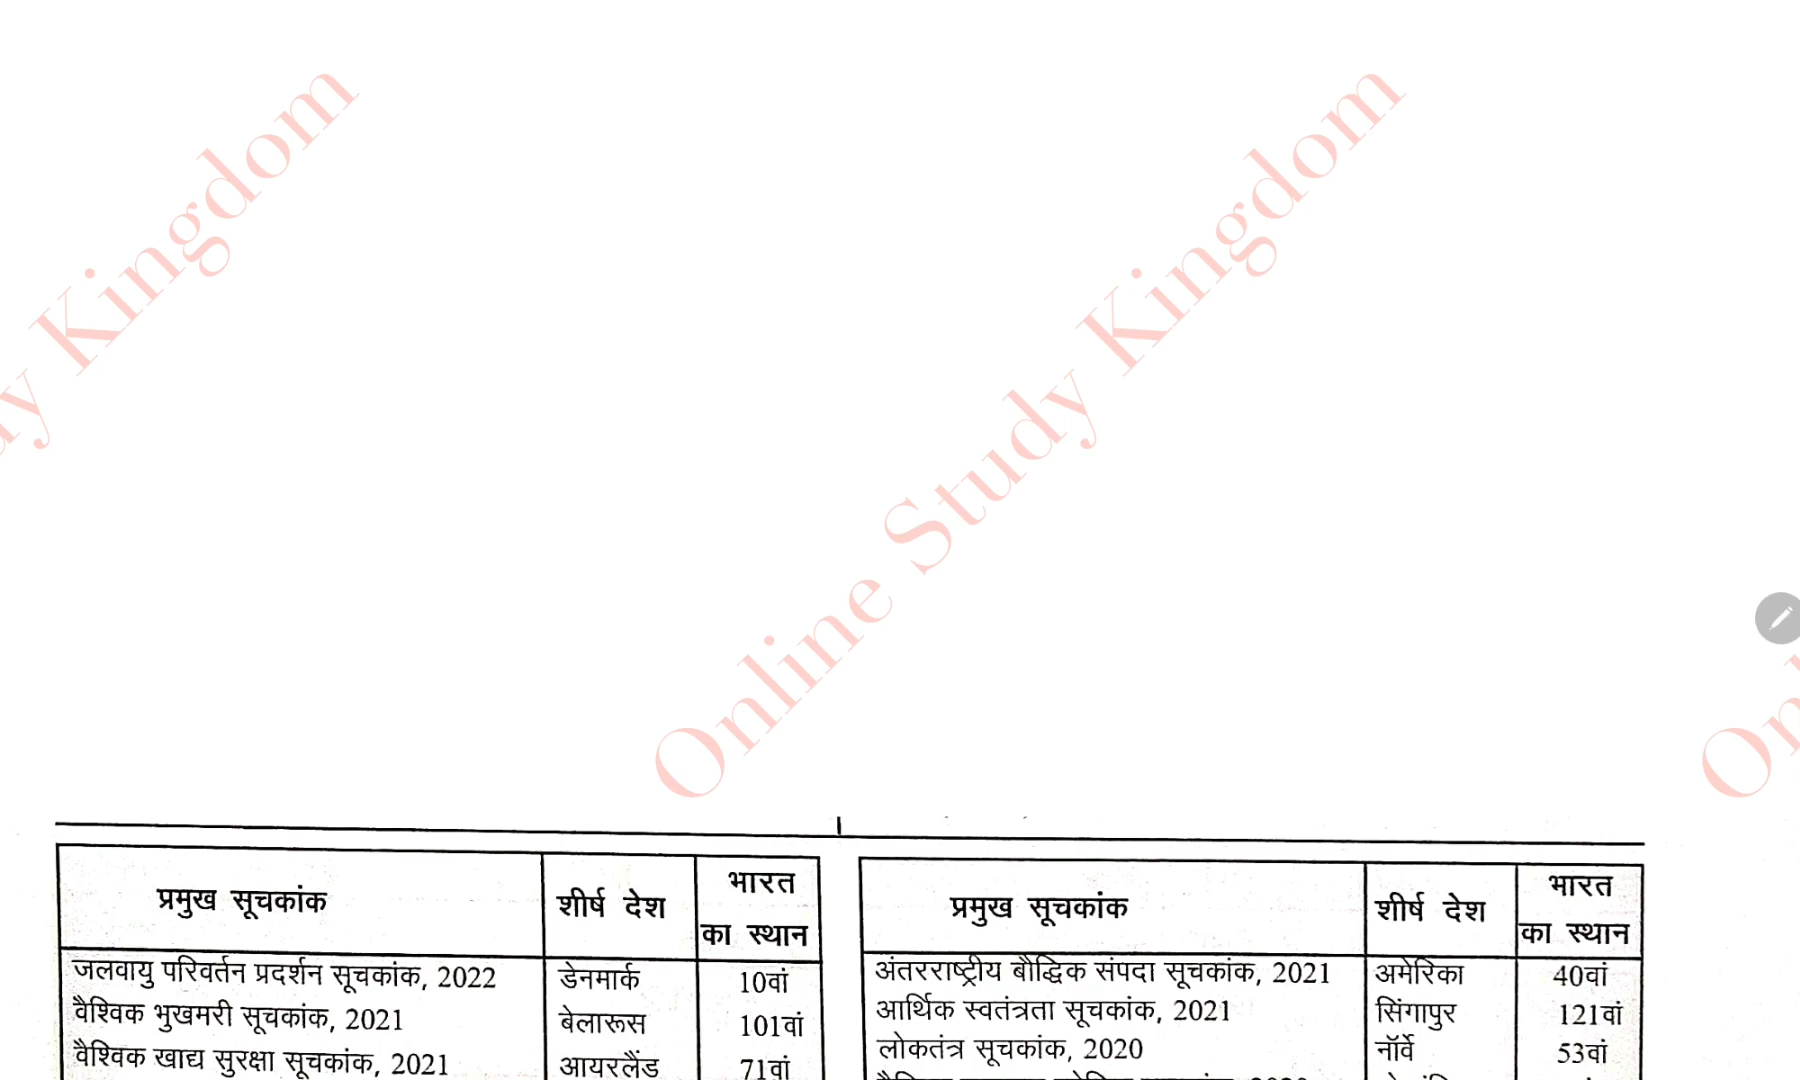 Online Study Kingdom
प्रमुख सूचकांक शीर्ष देश भारत का स्थान
जलवायु परिवर्तन प्रदर्शन सूचकांक, 2022 डेनमार्क 10वां
वैश्विक भुखमरी सूचकांक, 2021 बेलारूस 101वां
वैश्विक खाद्य सुरक्षा सूचकांक, 2021 आयरलैंड 71वां
प्रमुख सूचकांक शीर्ष देश भारत का स्थान
अंतरराष्ट्रीय बौद्धिक संपदा सूचकांक, 2021 अमेरिका 40वां
आर्थिक स्वतंत्रता सूचकांक, 2021 सिंगापुर 121वां
लोकतंत्र सूचकांक, 2020 नॉर्वे 53वां